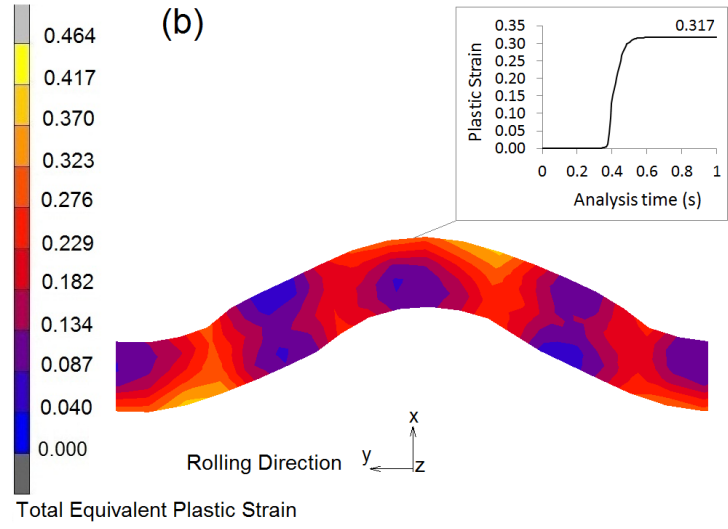 (b)
0.464
0.417
0.370
0.323
0.276
0.229
0.182
0.134
0.087
0.040
0.000
Total Equivalent Plastic Strain
Plastic Strain
0.35
0.30
0.25
0.20
0.15
0.10
0.05
0.00
0.317
0 0.2 0.4 0.6 0.8 1
Analysis time (s)
Rolling Direction
x
y
z